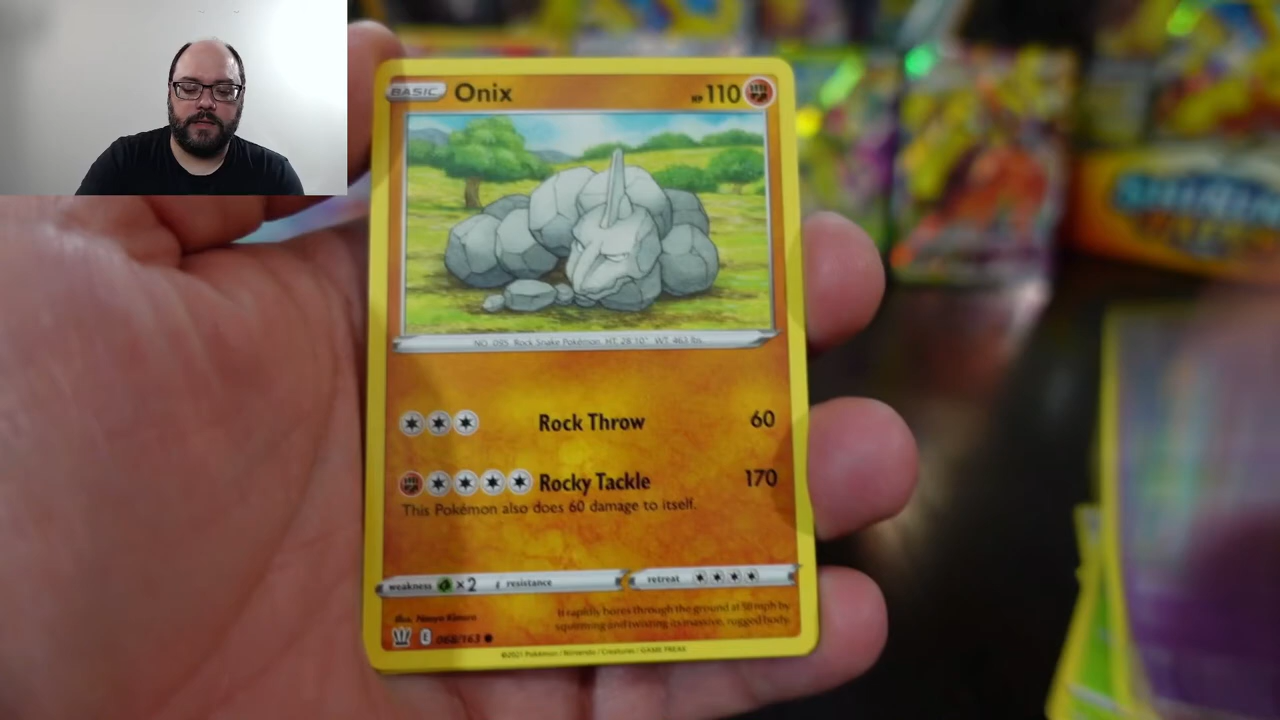 BASIC Onix HP 110
NO. 095 Rock Snake Pokémon HT: 28'10" WT: 463 lbs.
Rock Throw 60
Rocky Tackle 170
This Pokémon also does 60 damage to itself.
weakness ×2 resistance retreat
Illus. Naoyo Kimura
It rapidly bores through the ground at 50 mph by
squirming and twisting its massive, rugged body.
E 068/163
©2021 Pokémon / Nintendo / Creatures / GAME FREAK